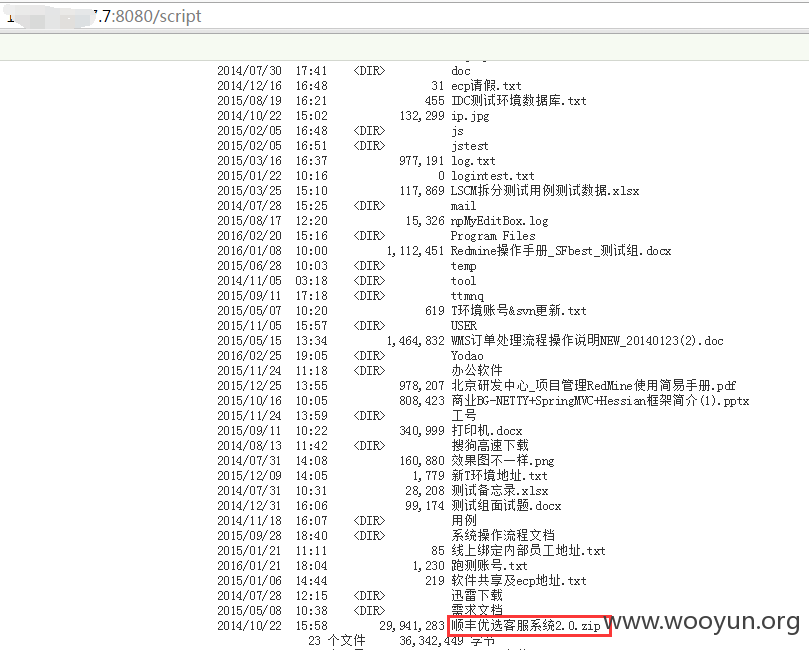 .7:8080/script
2014/07/30 17:41 <DIR> doc
2014/12/16 16:48 31 ecp请假.txt
2015/08/19 16:21 455 IDC测试环境数据库.txt
2014/10/22 15:02 132,299 ip.jpg
2015/02/05 16:48 <DIR> js
2015/02/05 16:51 <DIR> jstest
2015/03/16 16:37 977,191 log.txt
2015/01/22 10:16 0 logintest.txt
2015/03/25 15:10 117,869 LSCM拆分测试用例测试数据.xlsx
2014/07/28 15:25 <DIR> mail
2015/08/17 12:20 15,326 npMyEditBox.log
2016/02/20 15:16 <DIR> Program Files
2016/01/08 10:00 1,112,451 Redmine操作手册_SFbest_测试组.docx
2015/06/28 10:03 <DIR> temp
2014/11/05 03:18 <DIR> tool
2015/09/11 17:18 <DIR> ttmnq
2015/05/07 10:20 619 T环境账号&svn更新.txt
2015/11/05 15:57 <DIR> USER
2015/05/15 13:34 1,464,832 WMS订单处理流程操作说明NEW_20140123(2).doc
2016/02/25 19:05 <DIR> Yodao
2015/11/24 11:18 <DIR> 办公软件
2015/12/25 13:55 978,207 北京研发中心_项目管理RedMine使用简易手册.pdf
2015/10/16 10:05 808,423 商业BG-NETTY+SpringMVC+Hessian框架简介(1).pptx
2015/11/24 13:59 <DIR> 工号
2015/09/11 10:22 340,999 打印机.docx
2014/08/13 11:42 <DIR> 搜狗高速下载
2014/07/31 14:08 160,880 效果图不一样.png
2015/12/09 14:05 1,779 新T环境地址.txt
2014/07/31 10:31 28,208 测试备忘录.xlsx
2014/12/31 16:06 99,174 测试组面试题.docx
2014/11/18 16:07 <DIR> 用例
2015/09/28 18:40 <DIR> 系统操作流程文档
2015/01/21 11:11 85 线上绑定内部员工地址.txt
2016/01/21 18:04 1,230 跑测账号.txt
2015/01/06 14:44 219 软件共享及ecp地址.txt
2014/07/28 12:15 <DIR> 迅雷下载
2015/05/08 10:38 <DIR> 需求文档
2014/10/22 15:58 29,941,283 顺丰优选客服系统2.0.zip
www.wooyun.org
23 个文件 36,342,449 字节